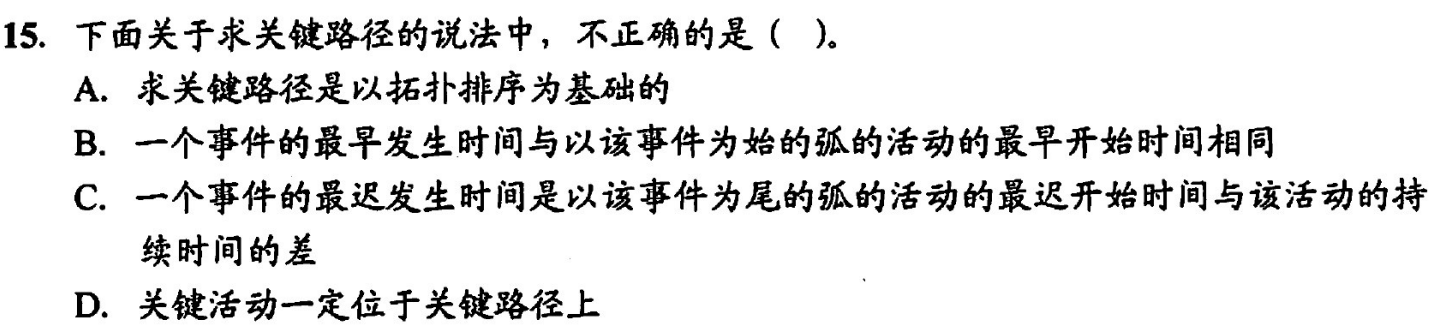 15. 下面关于求关键路径的说法中，不正确的是（ ）。
A. 求关键路径是以拓扑排序为基础的
B. 一个事件的最早发生时间与以该事件为始的弧的活动的最早开始时间相同
C. 一个事件的最迟发生时间是以该事件为尾的弧的活动的最迟开始时间与该活动的持
续时间的差
D. 关键活动一定位于关键路径上